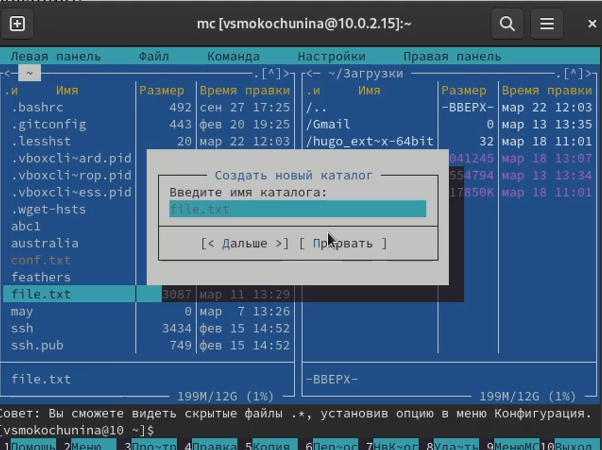 mc [vsmokochunina@10.0.2.15]:~
Левая панель Файл Команда Настройки Правая панель
<— ~ .[^]> <— ~/Загрузки .[^]>
.и Имя Размер Время правки .и Имя Размер Время правки
.bashrc 492 сен 27 17:25 /.. -ВВЕРХ- мар 22 12:03
.gitconfig 443 фев 20 19:25 /Gmail 0 мар 13 13:35
.lesshst 20 мар 22 12:03 /hugo_ext~x-64bit 32 мар 18 11:01
.vboxcli~ard.pid 041245 мар 18 13:07
.vboxcli~rop.pid 554794 мар 13 13:34
.vboxcli~ess.pid 17850K мар 18 11:01
Создать новый каталог
Введите имя каталога:
file.txt
[< Дальше >] [ Прервать ]
.wget-hsts
abc1
australia
conf.txt
feathers
file.txt 3087 мар 11 13:29
may 0 мар 7 13:26
ssh 3434 фев 15 14:52
ssh.pub 749 фев 15 14:52
file.txt -ВВЕРХ-
199M/12G (1%) 199M/12G (1%)
Совет: Вы сможете видеть скрытые файлы .*, установив опцию в меню Конфигурация.
[vsmokochunina@10 ~]$
1Помощь 2Меню 3Про~тр 4Правка 5Копия 6Пер~ос 7НвК~ог 8Уда~ть 9МенюMC 10Выход